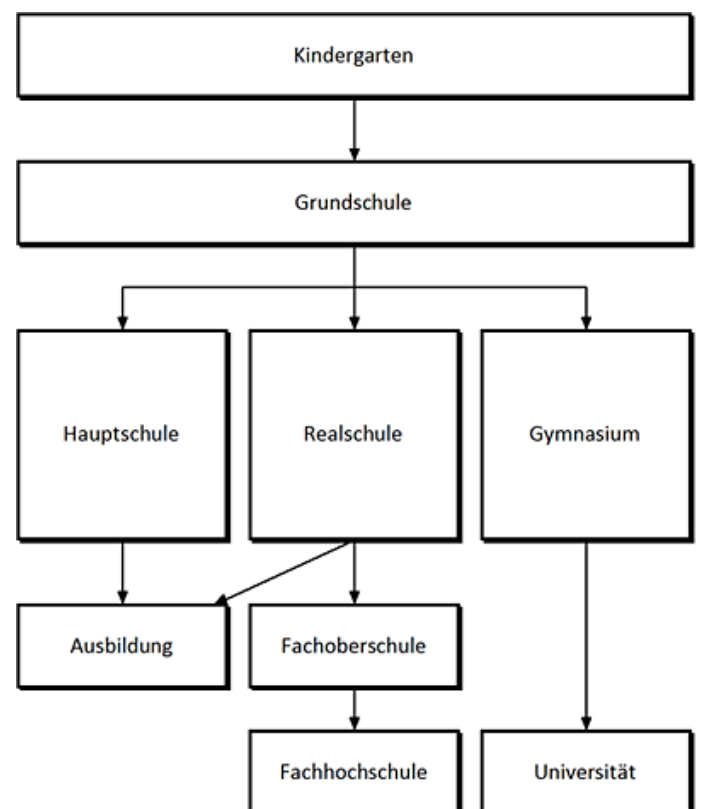 Kindergarten
Grundschule
Hauptschule
Realschule
Gymnasium
Ausbildung
Fachoberschule
Fachhochschule
Universität